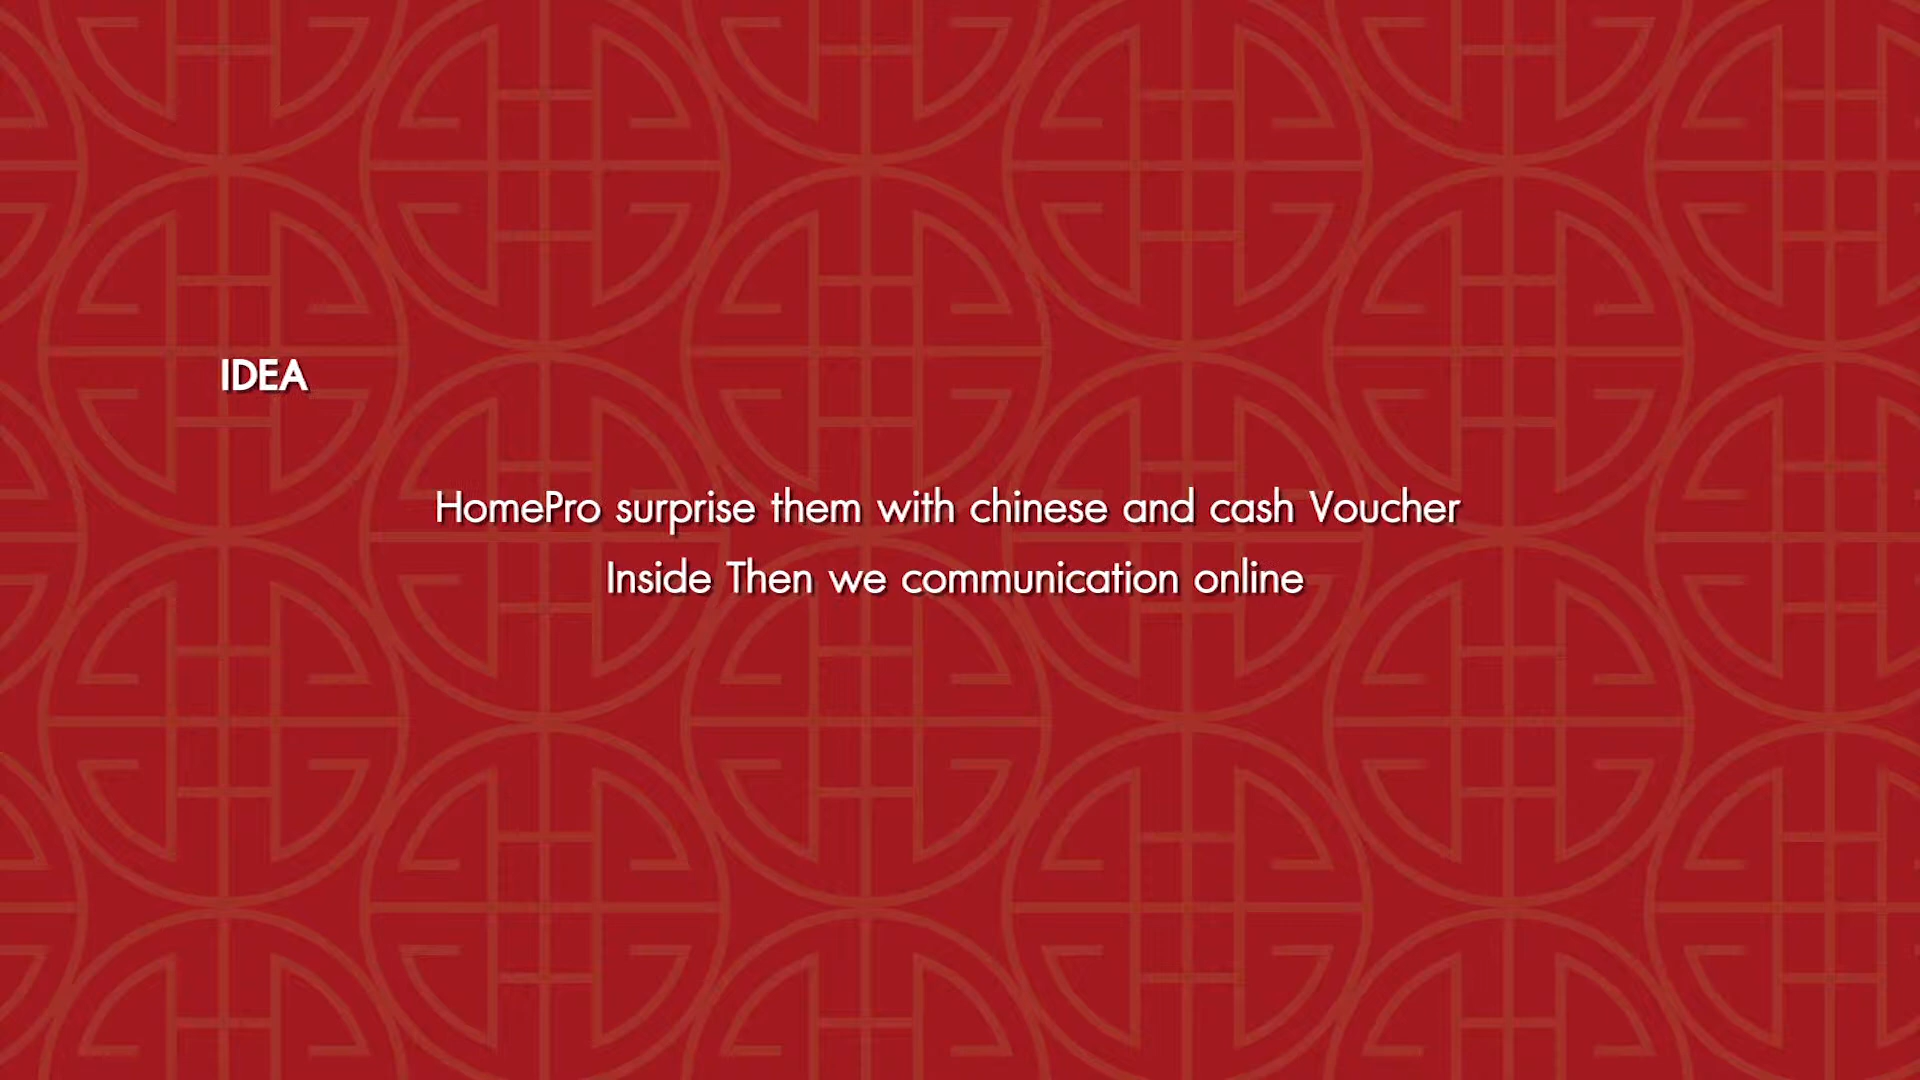 IDEA
HomePro surprise them with chinese and cash Voucher
Inside Then we communication online